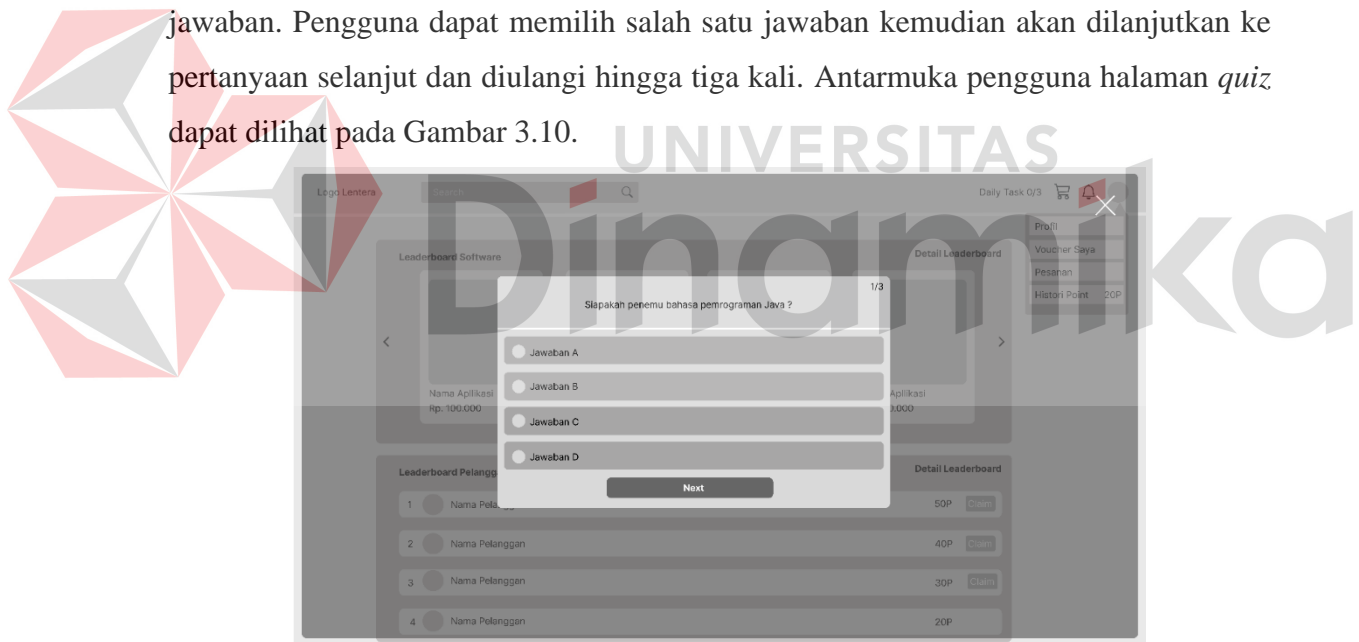 jawaban. Pengguna dapat memilih salah satu jawaban kemudian akan dilanjutkan ke
pertanyaan selanjut dan diulangi hingga tiga kali. Antarmuka pengguna halaman quiz
dapat dilihat pada Gambar 3.10.
UNIVERSITAS
Dinamika
Logo Lentera
Search
Daily Task 0/3
Profil
Voucher Saya
Pesanan
Histori Point 20P
Leaderboard Software
Detail Leaderboard
1/3
Siapakah penemu bahasa pemrograman Java ?
Jawaban A
Jawaban B
Jawaban C
Jawaban D
Next
Nama Aplikasi
Rp. 100.000
Aplikasi
0.000
Leaderboard Pelangg
Detail Leaderboard
1 Nama Pelanggan 50P Claim
2 Nama Pelanggan 40P Claim
3 Nama Pelanggan 30P Claim
4 Nama Pelanggan 20P